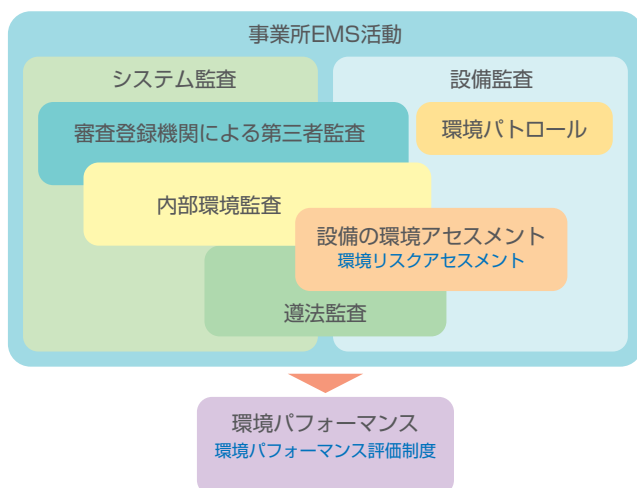 事業所EMS活動
システム監査
設備監査
審査登録機関による第三者監査
環境パトロール
内部環境監査
設備の環境アセスメント
環境リスクアセスメント
遵法監査
環境パフォーマンス
環境パフォーマンス評価制度